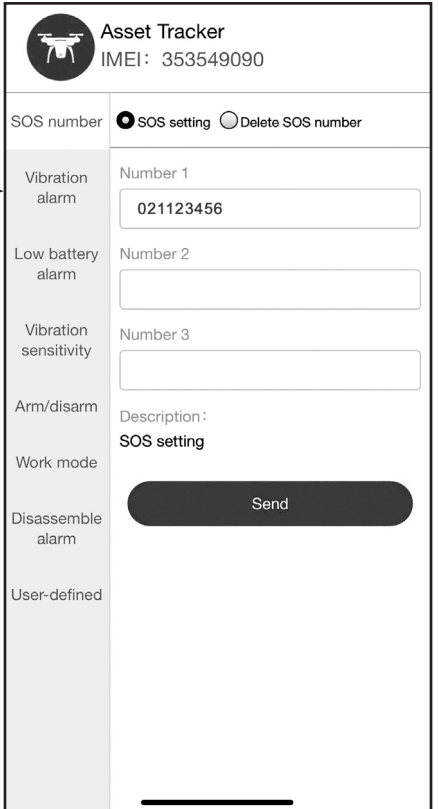 Asset Tracker
IMEI: 353549090
SOS number
SOS setting
Delete SOS number
Vibration
alarm
Low battery
alarm
Vibration
sensitivity
Arm/disarm
Work mode
Disassemble
alarm
User-defined
Number 1
021123456
Number 2
Number 3
Description:
SOS setting
Send